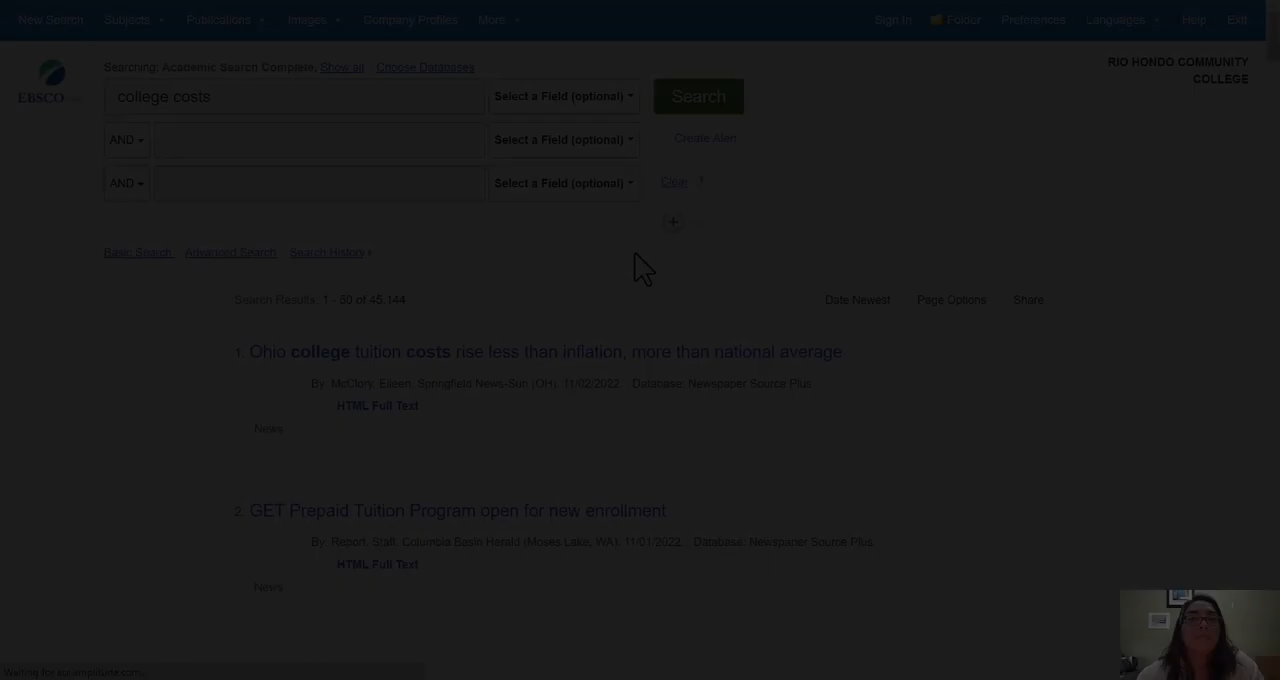 New Search Subjects Publications Images Company Profiles More Sign In Folder Preferences Languages Help Exit
Searching: Academic Search Complete, Show all Choose Databases
RIO HONDO COMMUNITY
COLLEGE
EBSCO
college costs Select a Field (optional) Search
AND Select a Field (optional) Create Alert
AND Select a Field (optional) Clear ?
+
Basic Search Advanced Search Search History
Search Results: 1 - 50 of 45,144 Date Newest Page Options Share
1. Ohio college tuition costs rise less than inflation, more than national average
By: McClory, Eileen. Springfield News-Sun (OH). 11/02/2022. Database: Newspaper Source Plus
HTML Full Text
News
2. GET Prepaid Tuition Program open for new enrollment
By: Report, Staff. Columbia Basin Herald (Moses Lake, WA). 11/01/2022. Database: Newspaper Source Plus
HTML Full Text
News
Waiting for